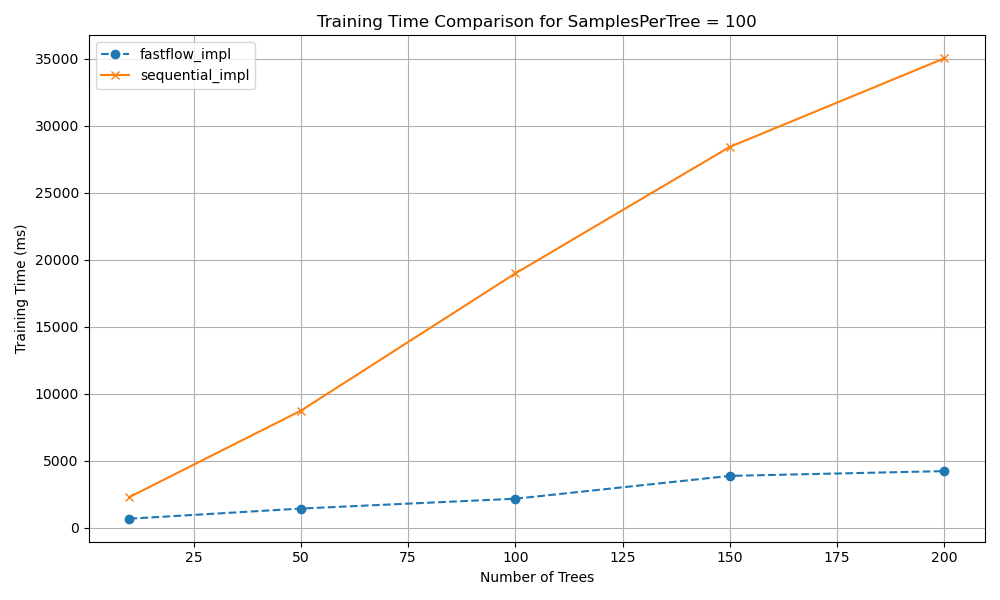 Training Time Comparison for SamplesPerTree = 100
fastflow_impl
sequential_impl
35000
30000
25000
20000
15000
10000
5000
0
Training Time (ms)
25 50 75 100 125 150 175 200
Number of Trees